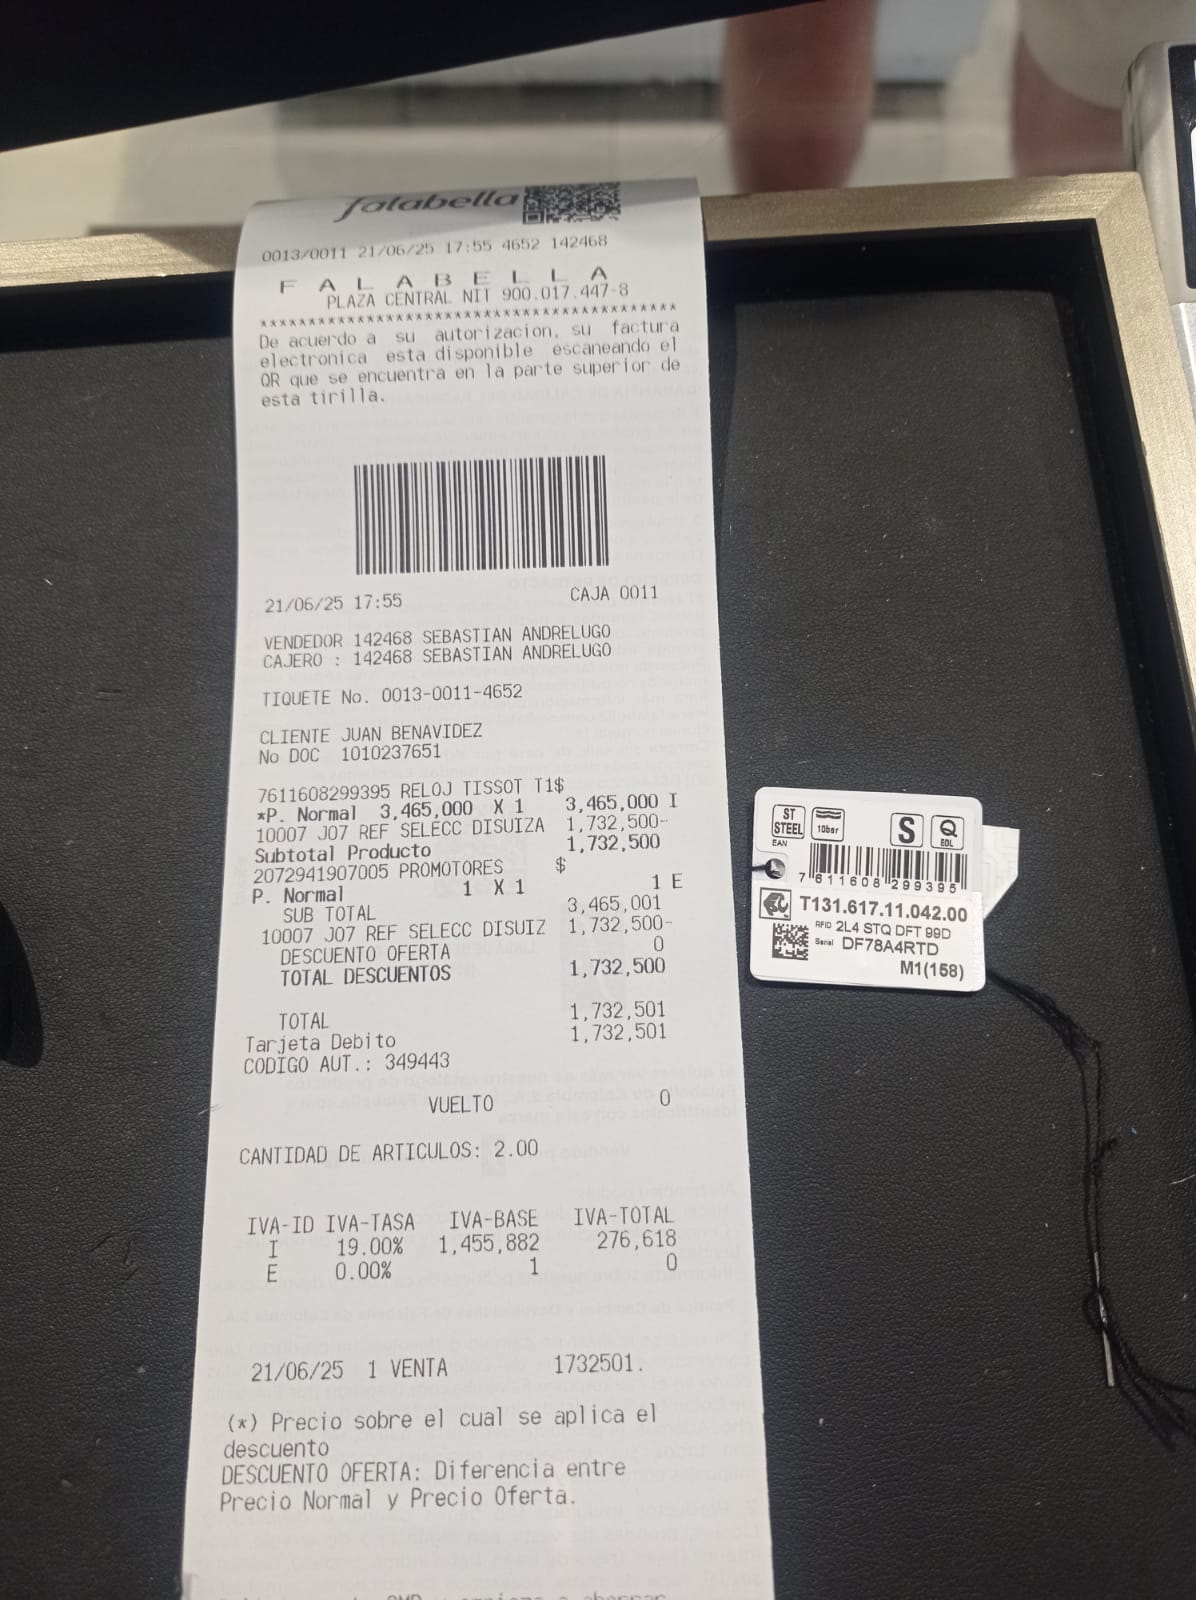 falabella
0013/0011 21/06/25 17:55 4652 142468
F A L A B E L L A
PLAZA CENTRAL NIT 900.017.447-8
******************************************
De acuerdo a su autorizacion, su factura
electronica esta disponible escaneando el
QR que se encuentra en la parte superior de
esta tirilla.
21/06/25 17:55 CAJA 0011
VENDEDOR 142468 SEBASTIAN ANDRELUGO
CAJERO : 142468 SEBASTIAN ANDRELUGO
TIQUETE No. 0013-0011-4652
CLIENTE JUAN BENAVIDEZ
No DOC 1010237651
7611608299395 RELOJ TISSOT T1$
*P. Normal 3,465,000 X 1 3,465,000 I
10007 J07 REF SELECC DISUIZA 1,732,500-
Subtotal Producto 1,732,500
2072941907005 PROMOTORES $
P. Normal 1 X 1 1 E
SUB TOTAL 3,465,001
10007 J07 REF SELECC DISUIZ 1,732,500-
DESCUENTO OFERTA 0
TOTAL DESCUENTOS 1,732,500
TOTAL 1,732,501
Tarjeta Debito 1,732,501
CODIGO AUT.: 349443
VUELTO 0
CANTIDAD DE ARTICULOS: 2.00
IVA-ID IVA-TASA IVA-BASE IVA-TOTAL
I 19.00% 1,455,882 276,618
E 0.00% 1 0
21/06/25 1 VENTA 1732501.
(*) Precio sobre el cual se aplica el
descuento
DESCUENTO OFERTA: Diferencia entre
Precio Normal y Precio Oferta.
ST
STEEL
10bar
S
Q
EOL
EAN
7 611608 299395
T131.617.11.042.00
RFID 2L4 STQ DFT 99D
Serial DF78A4RTD
M1(158)